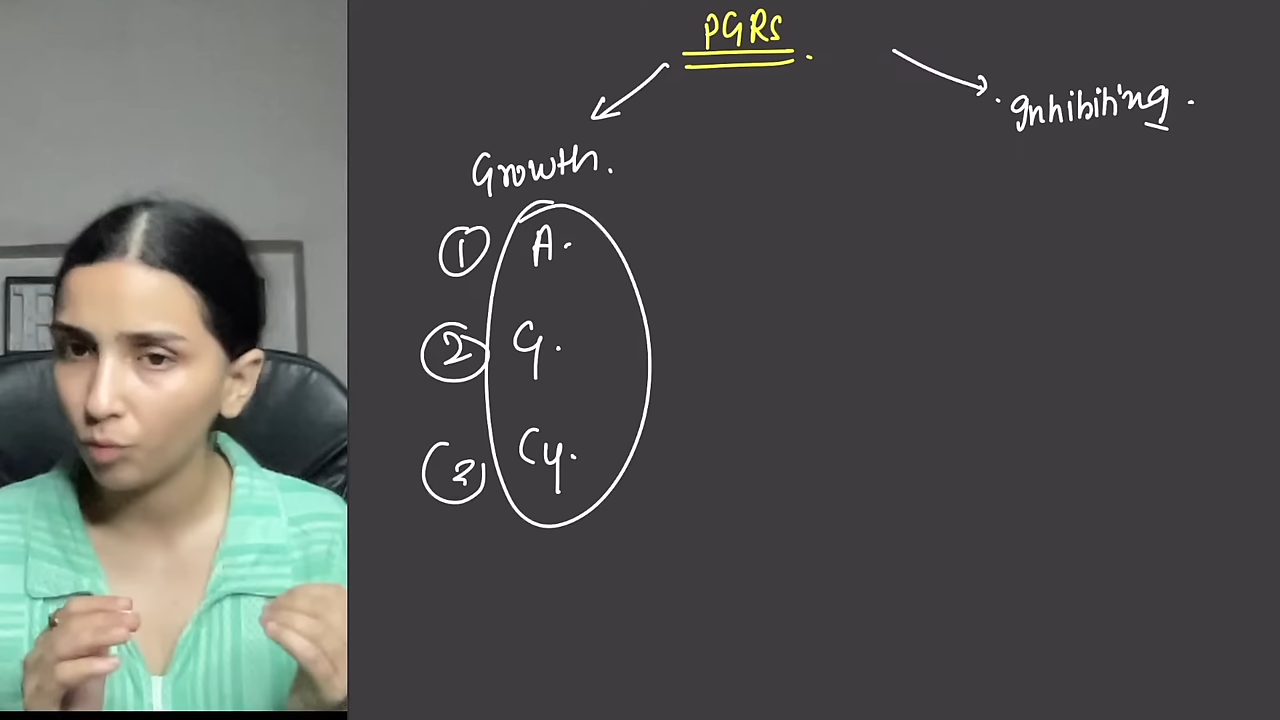 PGRs.
Inhibiting.
Growth.
① A.
② G.
③ Cy.